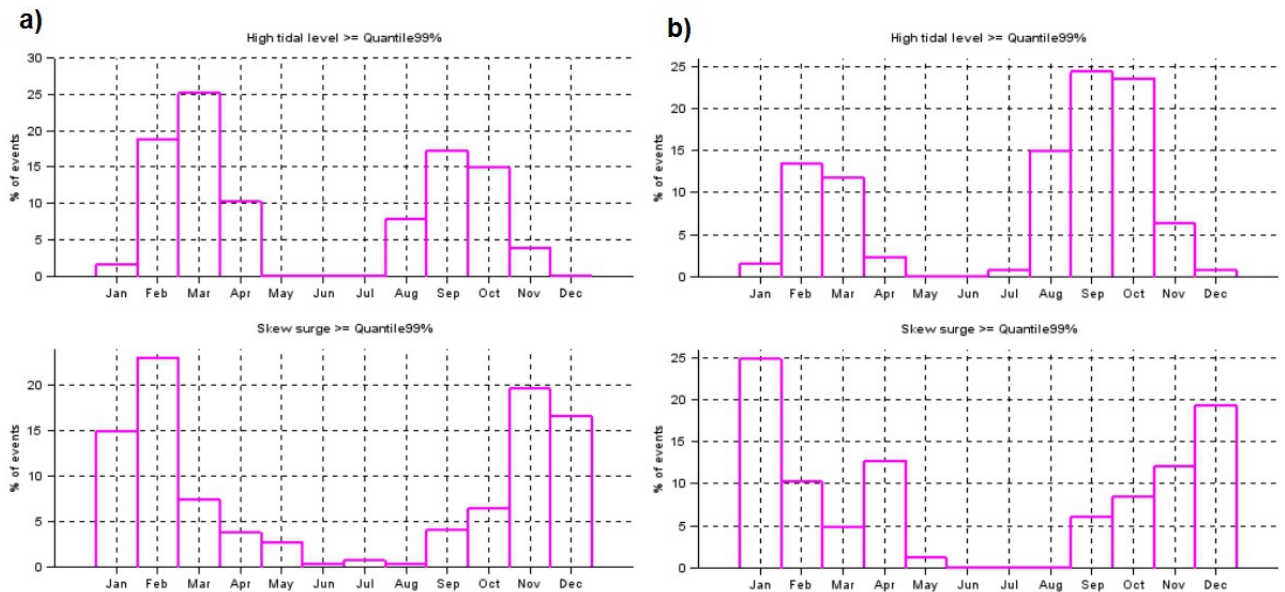 a)
High tidal level >= Quantile99%
% of events
30
25
20
15
10
5
0
Jan Feb Mar Apr May Jun Jul Aug Sep Oct Nov Dec
Skew surge >= Quantile99%
% of events
20
15
10
5
0
Jan Feb Mar Apr May Jun Jul Aug Sep Oct Nov Dec
b)
High tidal level >= Quantile99%
% of events
25
20
15
10
5
0
Jan Feb Mar Apr May Jun Jul Aug Sep Oct Nov Dec
Skew surge >= Quantile99%
% of events
25
20
15
10
5
0
Jan Feb Mar Apr May Jun Jul Aug Sep Oct Nov Dec